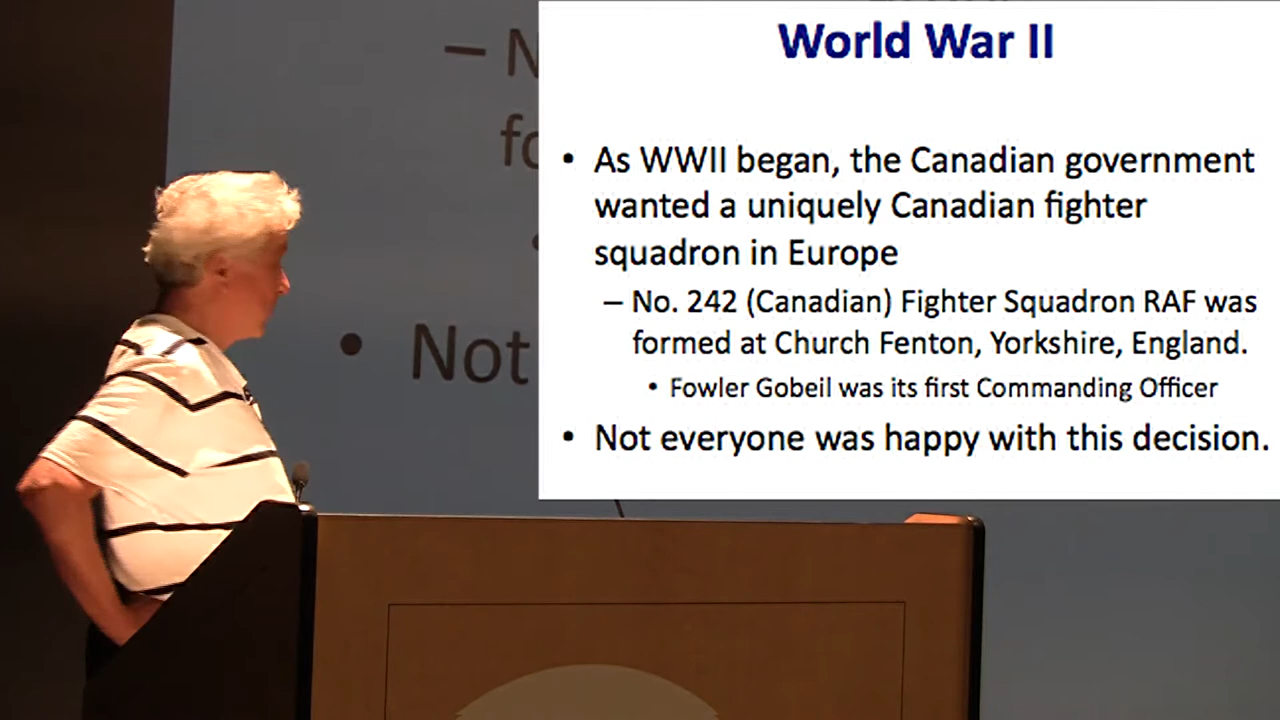 World War II
• As WWII began, the Canadian government
wanted a uniquely Canadian fighter
squadron in Europe
– No. 242 (Canadian) Fighter Squadron RAF was
formed at Church Fenton, Yorkshire, England.
• Fowler Gobeil was its first Commanding Officer
• Not everyone was happy with this decision.
– N
fo
• Not